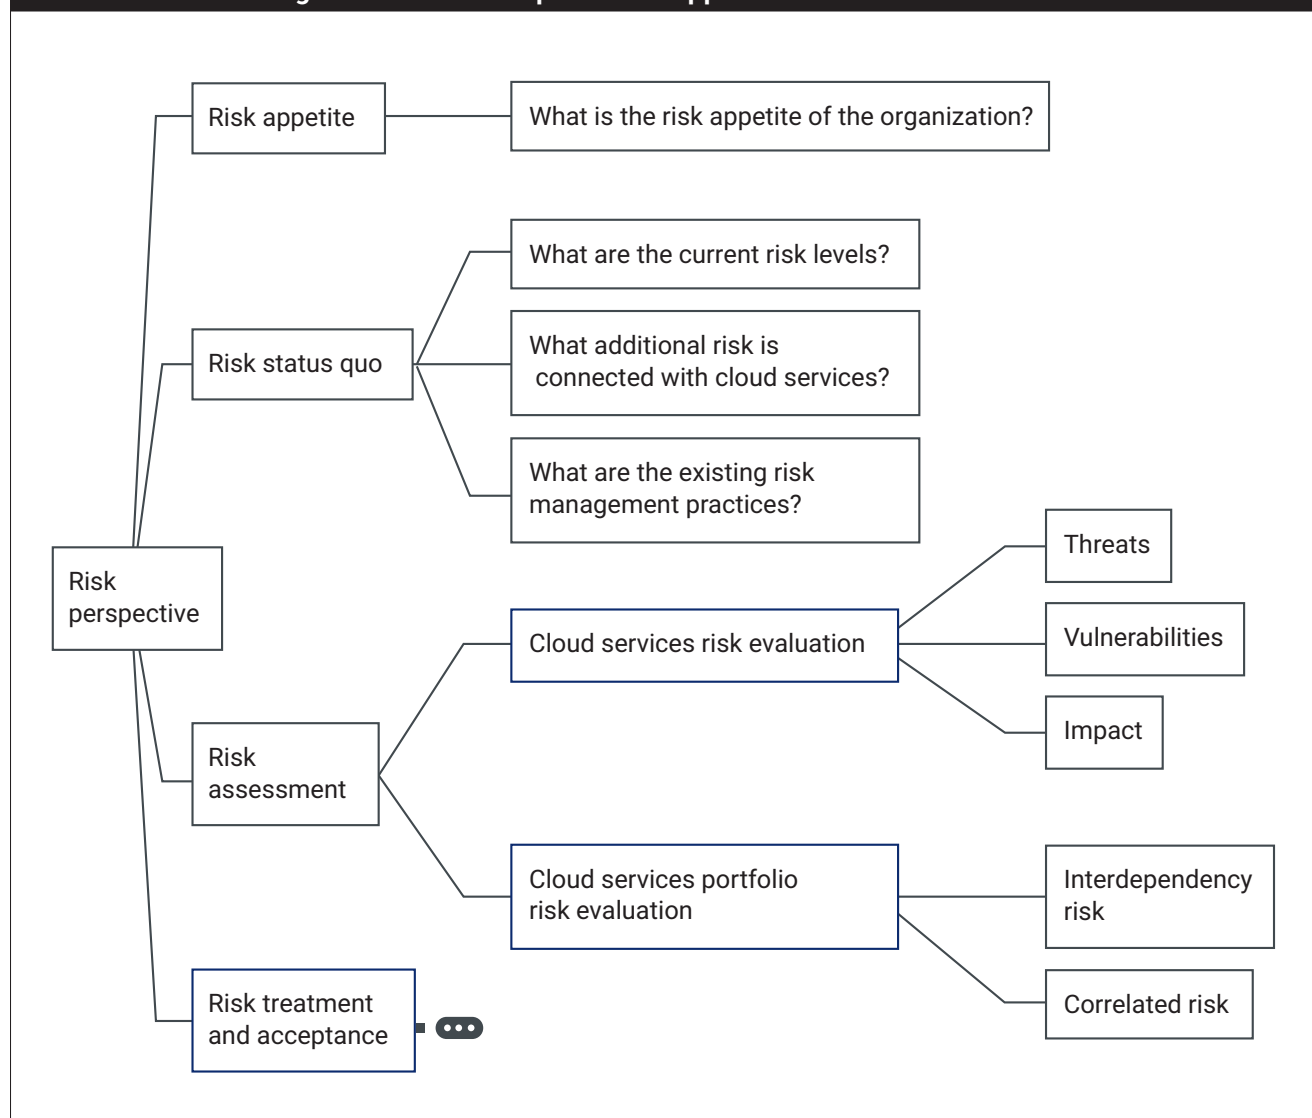 Risk appetite
What is the risk appetite of the organization?
What are the current risk levels?
Risk status quo
What additional risk is
connected with cloud services?
What are the existing risk
management practices?
Risk
perspective
Threats
Cloud services risk evaluation
Vulnerabilities
Impact
Risk
assessment
Cloud services portfolio
risk evaluation
Interdependency
risk
Correlated risk
Risk treatment
and acceptance